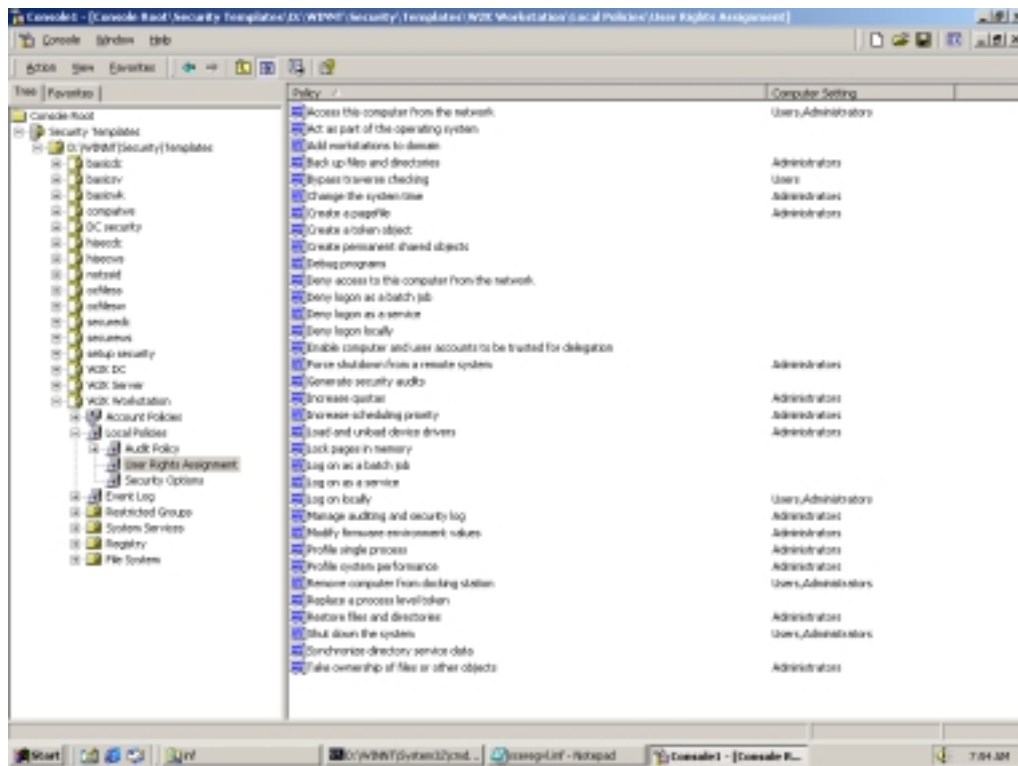 Console1 - [Console Root\Security Templates\D:\WINNT\Security\Templates\W2K Workstation\Local Policies\User Rights Assignment]
Console Window Help
Action View Favorites
Tree Favorites
Policy Computer Setting
Console Root
Security Templates
D:\WINNT\Security\Templates
basicdc
basicsv
basicwk
compatws
DC security
hisecdc
hisecws
notssid
ocfiless
ocfilesw
securedc
securews
setup security
W2K DC
W2K Server
W2K Workstation
Account Policies
Local Policies
Audit Policy
User Rights Assignment
Security Options
Event Log
Restricted Groups
System Services
Registry
File System
Access this computer from the network Users,Administrators
Act as part of the operating system
Add workstations to domain
Back up files and directories Administrators
Bypass traverse checking Users
Change the system time Administrators
Create a pagefile Administrators
Create a token object
Create permanent shared objects
Debug programs
Deny access to this computer from the network
Deny logon as a batch job
Deny logon as a service
Deny logon locally
Enable computer and user accounts to be trusted for delegation
Force shutdown from a remote system Administrators
Generate security audits
Increase quotas Administrators
Increase scheduling priority Administrators
Load and unload device drivers Administrators
Lock pages in memory
Log on as a batch job
Log on as a service
Log on locally Users,Administrators
Manage auditing and security log Administrators
Modify firmware environment values Administrators
Profile single process Administrators
Profile system performance Administrators
Remove computer from docking station Users,Administrators
Replace a process level token
Restore files and directories Administrators
Shut down the system Users,Administrators
Synchronize directory service data
Take ownership of files or other objects Administrators
Start inf D:\WINNT\System32\cmd... sceregvl.inf - Notepad Console1 - [Console R... 7:04 AM